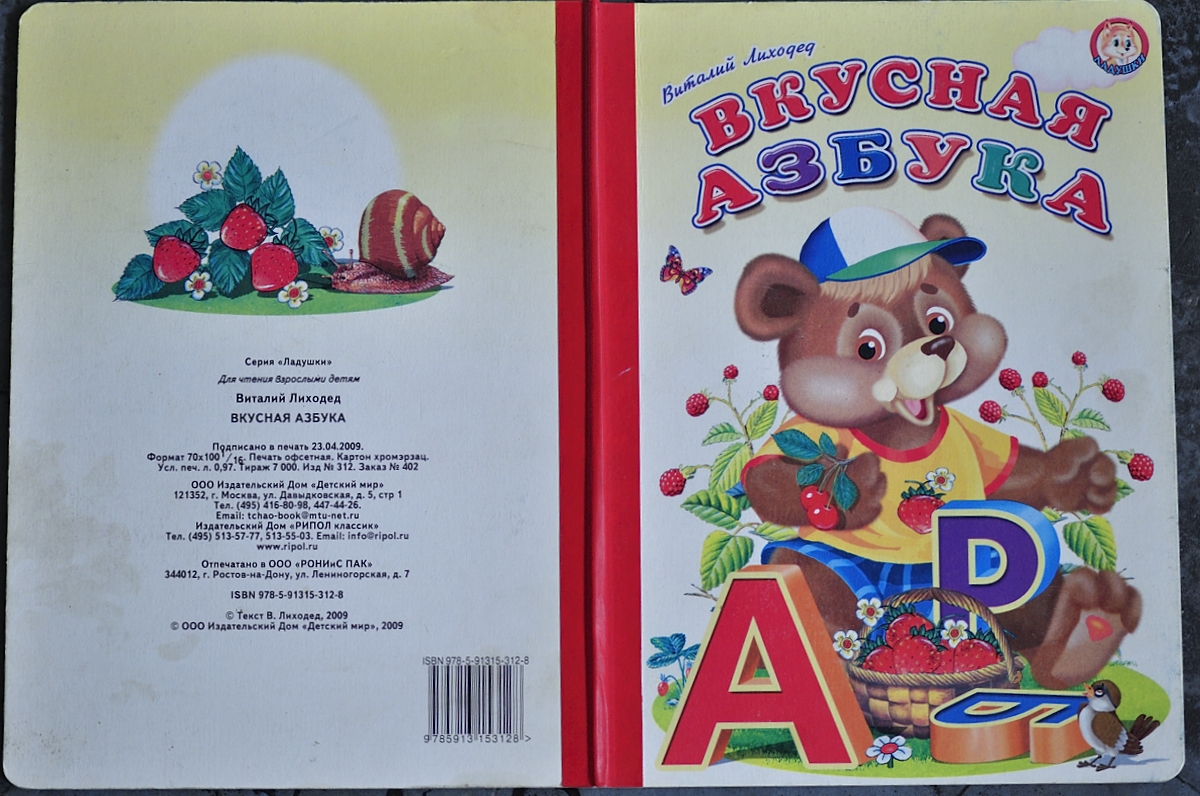 Серия «Ладушки»
Для чтения взрослыми детям
Виталий Лиходед
ВКУСНАЯ АЗБУКА
Подписано в печать 23.04.2009.
Формат 70x100 1/16. Печать офсетная. Картон хромэрзац.
Усл. печ. л. 0,97. Тираж 7 000. Изд № 312. Заказ № 402
ООО Издательский Дом «Детский мир»
121352, г. Москва, ул. Давыдковская, д. 5, стр 1
Тел. (495) 416-80-98, 447-44-26.
Email: tchao-book@mtu-net.ru
Издательский Дом «РИПОЛ классик»
Тел. (495) 513-57-77, 513-55-03. Email: info@ripol.ru
www.ripol.ru
Отпечатано в ООО «РОНИиС ПАК»
344012, г. Ростов-на-Дону, ул. Лениногорская, д. 7
ISBN 978-5-91315-312-8
© Текст В. Лиходед, 2009
© ООО Издательский Дом «Детский мир», 2009
ISBN 978-5-91315-312-8
9 785913 153128 >
Виталий Лиходед
ЛАДУШКИ
ВКУСНАЯ
АЗБУКА
Р
А
Б